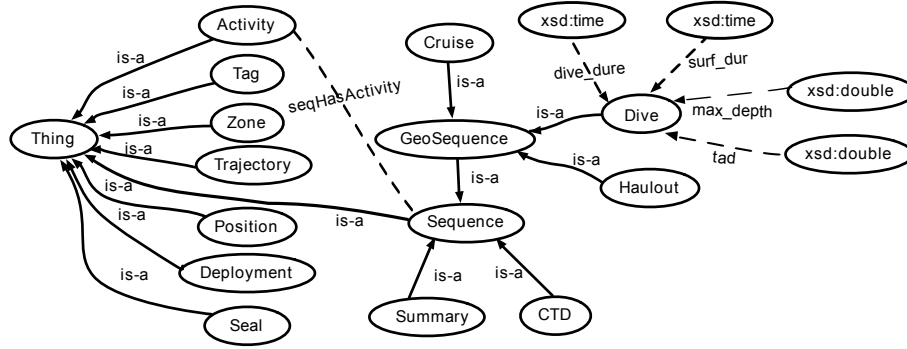 Activity
Cruise
xsd:time
xsd:time
is-a
Tag
is-a
dive_dure
surf_dur
is-a
seqHasActivity
xsd:double
Zone
is-a
is-a
max_depth
Thing
GeoSequence
Dive
is-a
Trajectory
tad
xsd:double
is-a
is-a
is-a
Haulout
Position
is-a
Sequence
is-a
is-a
Deployment
is-a
is-a
is-a
Seal
Summary
CTD